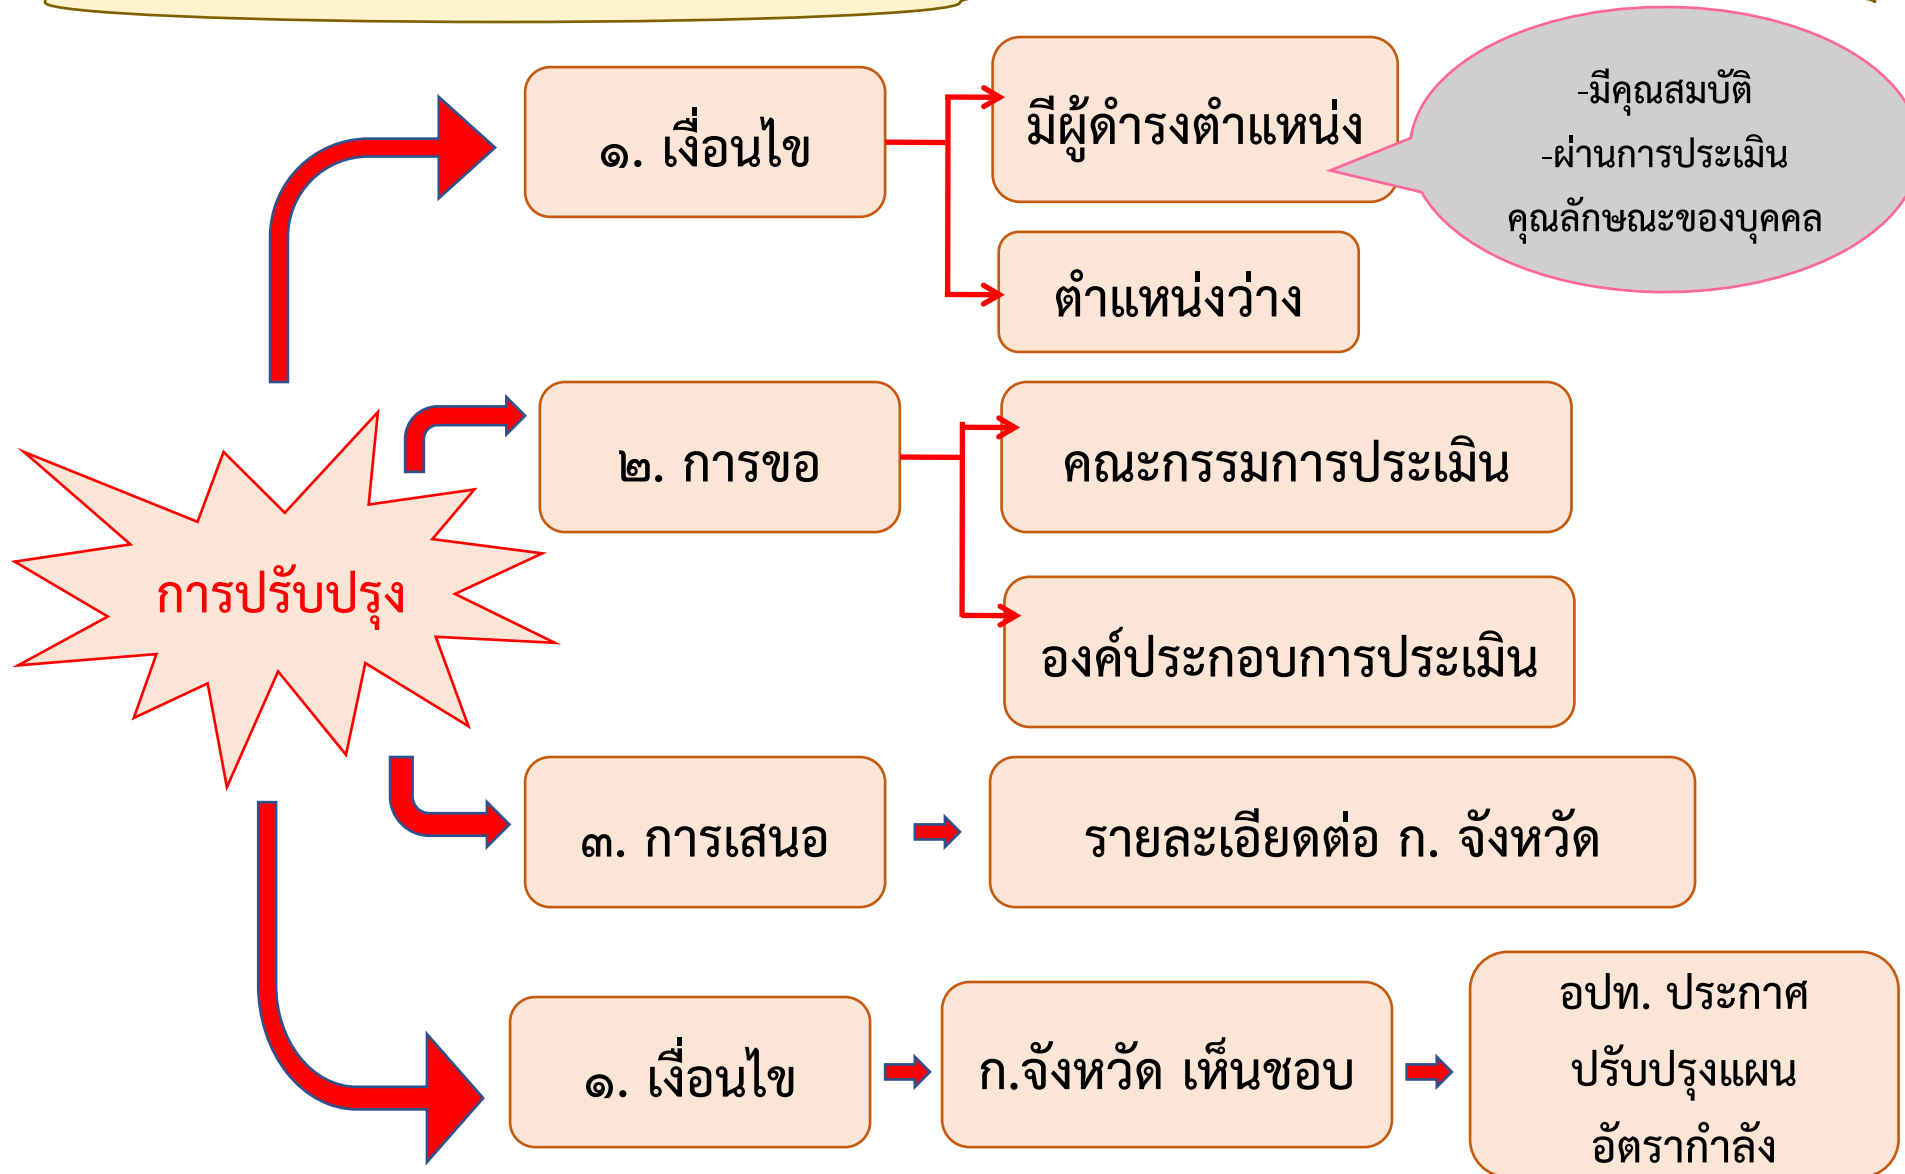 ๑. เงื่อนไข
มีผู้ดำรงตำแหน่ง
-มีคุณสมบัติ
-ผ่านการประเมิน
คุณลักษณะของบุคคล
ตำแหน่งว่าง
๒. การขอ
คณะกรรมการประเมิน
การปรับปรุง
องค์ประกอบการประเมิน
๓. การเสนอ
รายละเอียดต่อ ก. จังหวัด
๑. เงื่อนไข
ก.จังหวัด เห็นชอบ
อปท. ประกาศ
ปรับปรุงแผน
อัตรากำลัง